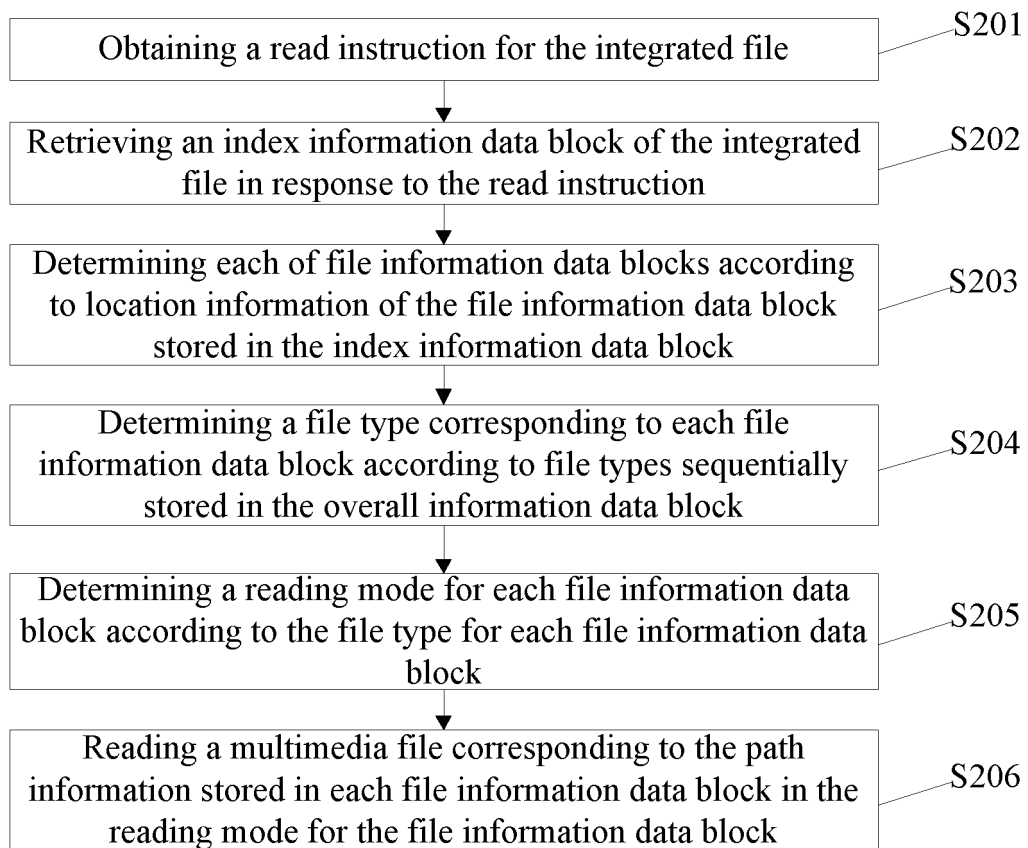 Obtaining a read instruction for the integrated file
S201
Retrieving an index information data block of the integrated
file in response to the read instruction
S202
Determining each of file information data blocks according
to location information of the file information data block
stored in the index information data block
S203
Determining a file type corresponding to each file
information data block according to file types sequentially
stored in the overall information data block
S204
Determining a reading mode for each file information data
block according to the file type for each file information data
block
S205
Reading a multimedia file corresponding to the path
information stored in each file information data block in the
reading mode for the file information data block
S206